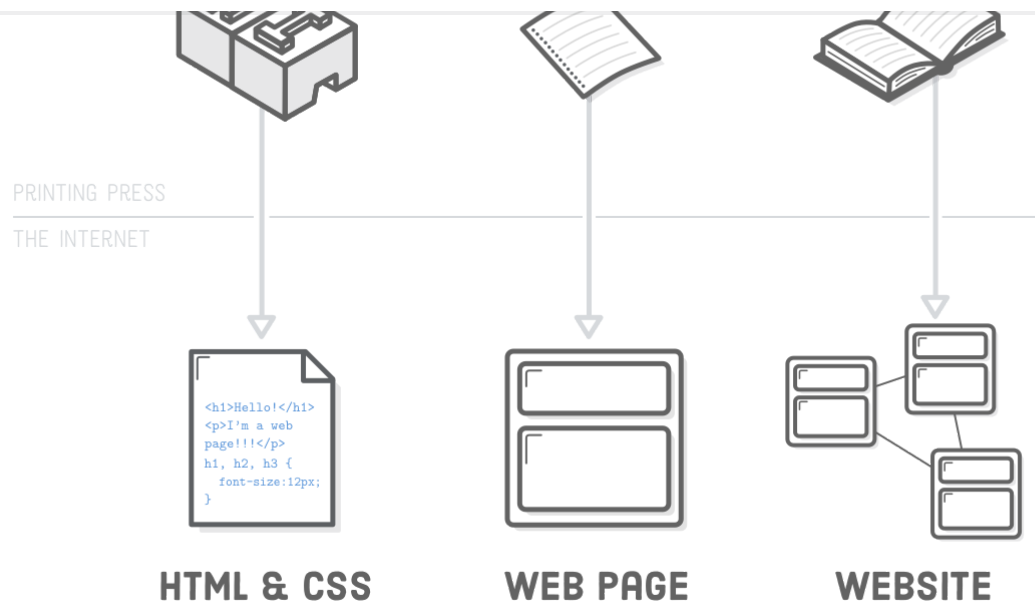 PRINTING PRESS
THE INTERNET
<h1>Hello!</h1>
<p>I'm a web
page!!!</p>
h1, h2, h3 {
  font-size:12px;
}
HTML & CSS
WEB PAGE
WEBSITE